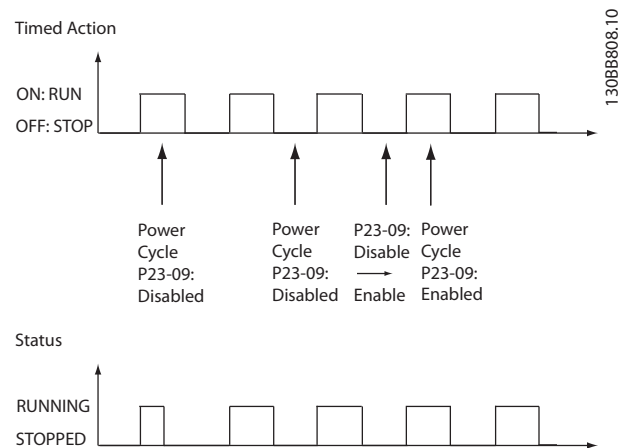 Timed Action
130BB808.10
ON: RUN
OFF: STOP
Power
Cycle
P23-09:
Disabled
Power
Cycle
P23-09:
Disabled
P23-09:
Disable
Enable
Power
Cycle
P23-09:
Enabled
Status
RUNNING
STOPPED